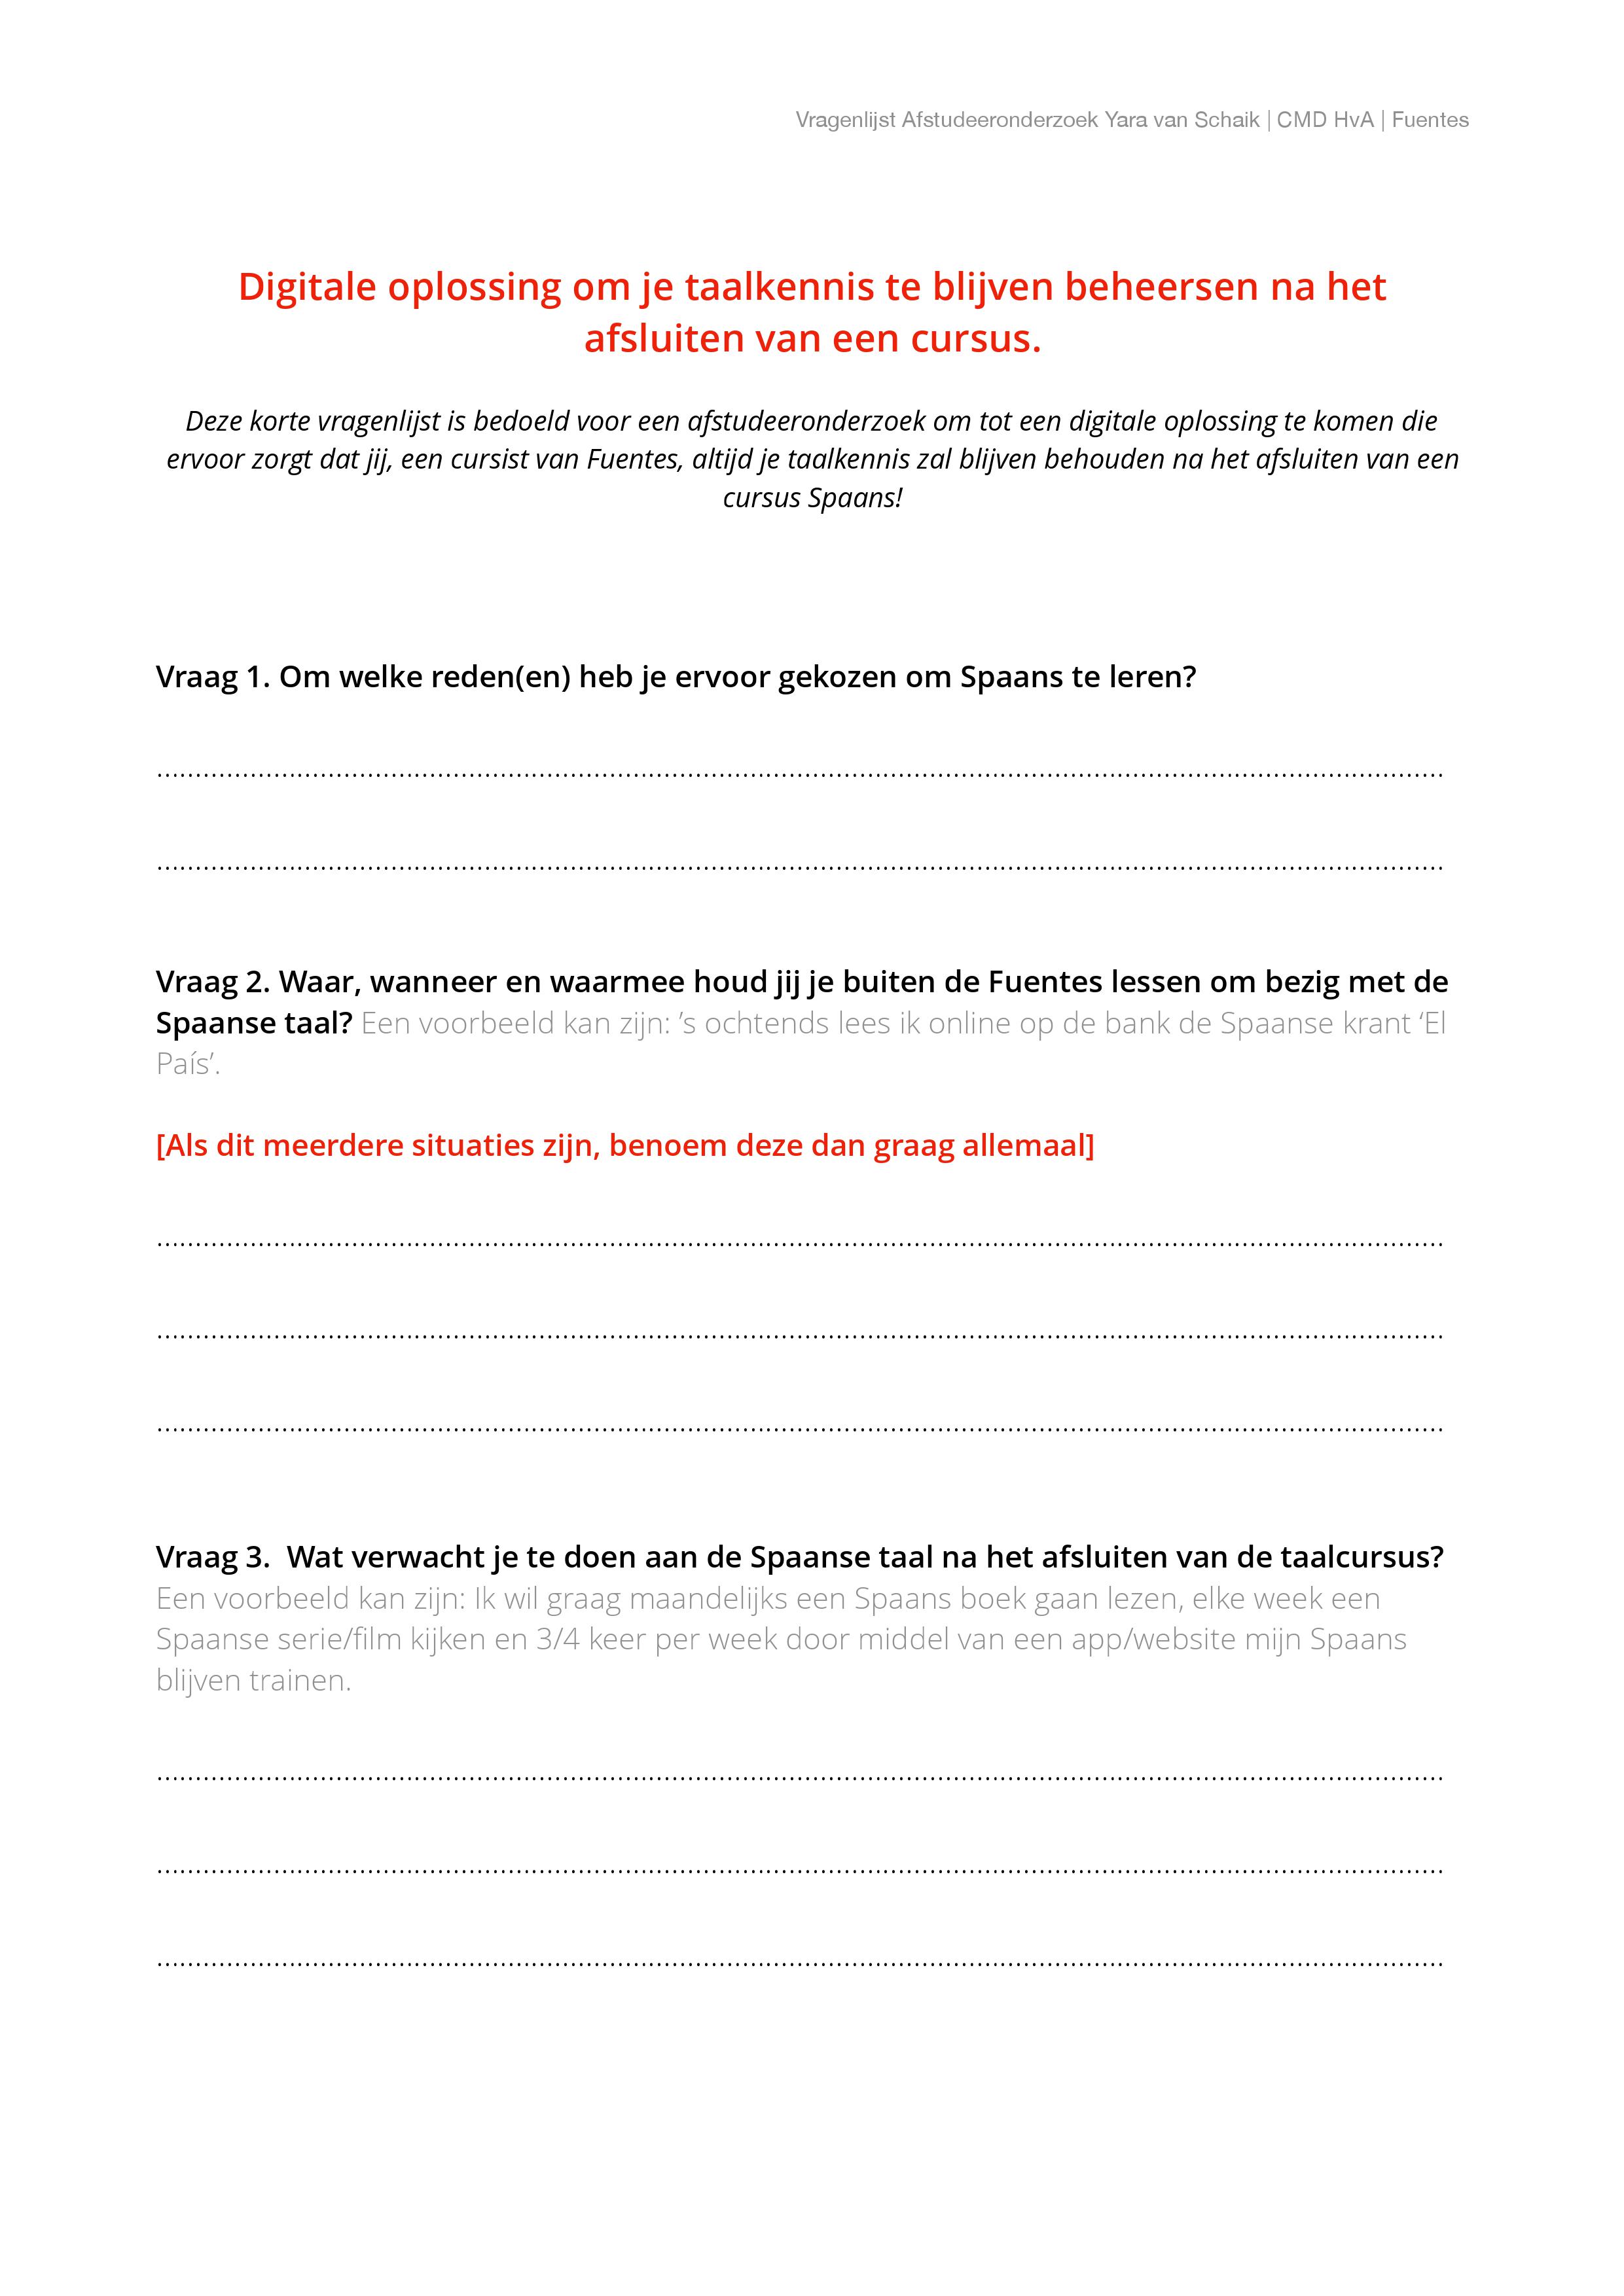 Vragenlijst Afstudeeronderzoek Yara van Schaik | CMD HvA | Fuentes
Digitale oplossing om je taalkennis te blijven beheersen na het
afsluiten van een cursus.
Deze korte vragenlijst is bedoeld voor een afstudeeronderzoek om tot een digitale oplossing te komen die
ervoor zorgt dat jij, een cursist van Fuentes, altijd je taalkennis zal blijven behouden na het afsluiten van een
cursus Spaans!
Vraag 1. Om welke reden(en) heb je ervoor gekozen om Spaans te leren?
Vraag 2. Waar, wanneer en waarmee houd jij je buiten de Fuentes lessen om bezig met de
Spaanse taal? Een voorbeeld kan zijn: ’s ochtends lees ik online op de bank de Spaanse krant ‘El
País’.
[Als dit meerdere situaties zijn, benoem deze dan graag allemaal]
Vraag 3.  Wat verwacht je te doen aan de Spaanse taal na het afsluiten van de taalcursus?
Een voorbeeld kan zijn: Ik wil graag maandelijks een Spaans boek gaan lezen, elke week een
Spaanse serie/film kijken en 3/4 keer per week door middel van een app/website mijn Spaans
blijven trainen.